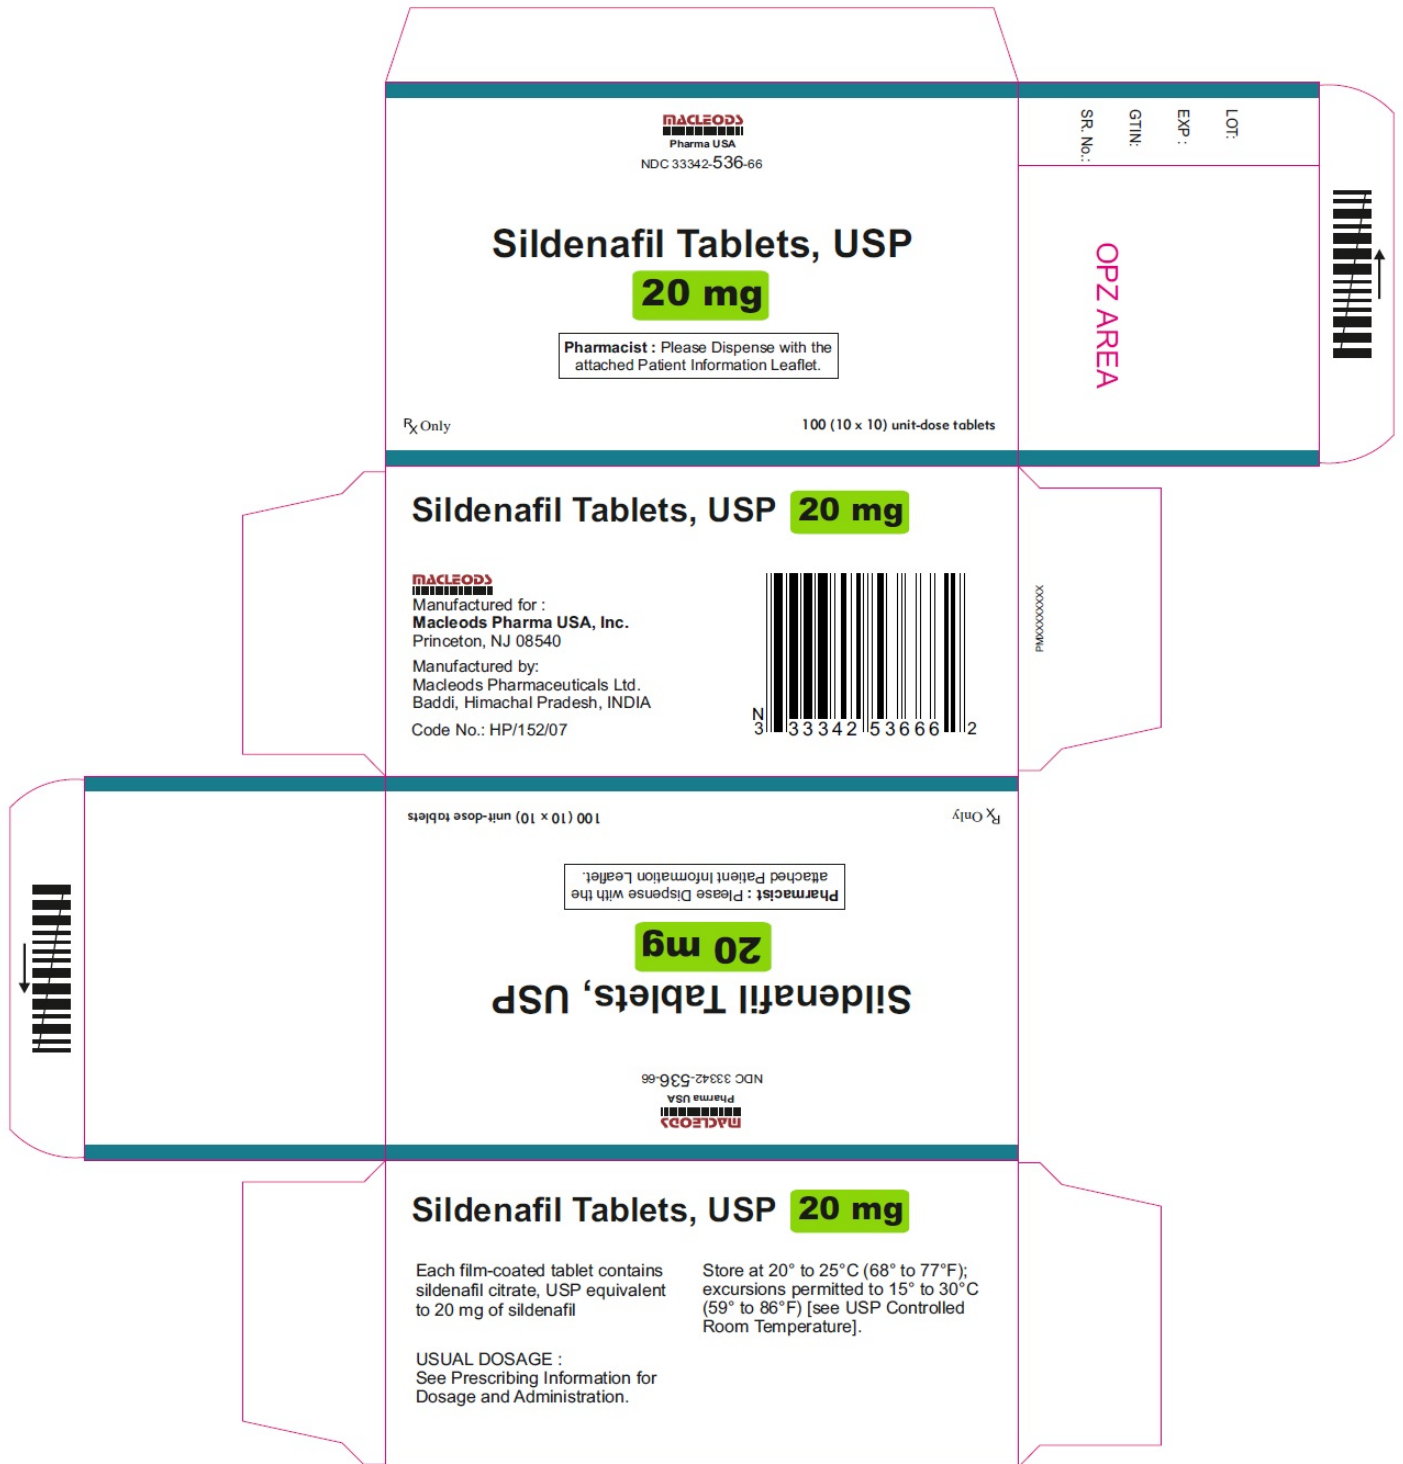 MACLEODS
Pharma USA
NDC 33342-536-66
Sildenafil Tablets, USP
20 mg
Pharmacist : Please Dispense with the
attached Patient Information Leaflet.
Rx Only
100 (10 x 10) unit-dose tablets
LOT:
EXP :
GTIN:
SR. No.:
OPZ AREA
Sildenafil Tablets, USP 20 mg
MACLEODS
Manufactured for :
Macleods Pharma USA, Inc.
Princeton, NJ 08540
Manufactured by:
Macleods Pharmaceuticals Ltd.
Baddi, Himachal Pradesh, INDIA
Code No.: HP/152/07
N
3 33342 53666 2
PMXXXXXXXX
MACLEODS
Pharma USA
NDC 33342-536-66
Sildenafil Tablets, USP
20 mg
Pharmacist : Please Dispense with the
attached Patient Information Leaflet.
Rx Only
100 (10 x 10) unit-dose tablets
Sildenafil Tablets, USP 20 mg
Each film-coated tablet contains
sildenafil citrate, USP equivalent
to 20 mg of sildenafil
USUAL DOSAGE :
See Prescribing Information for
Dosage and Administration.
Store at 20° to 25°C (68° to 77°F);
excursions permitted to 15° to 30°C
(59° to 86°F) [see USP Controlled
Room Temperature].